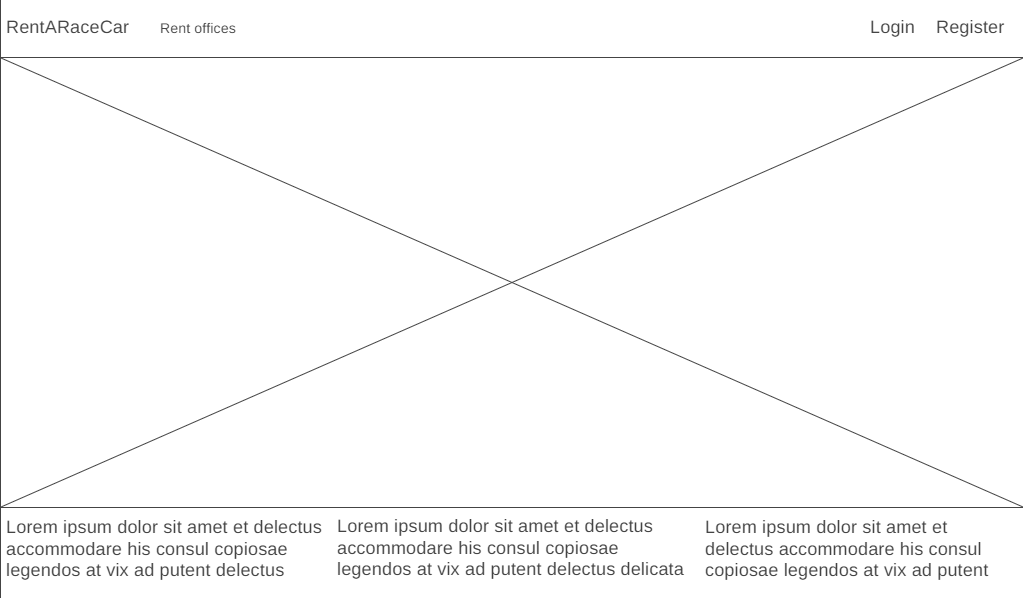 RentARaceCar Rent offices Login Register
Lorem ipsum dolor sit amet et delectus
accommodare his consul copiosae
legendos at vix ad putent delectus
Lorem ipsum dolor sit amet et delectus
accommodare his consul copiosae
legendos at vix ad putent delectus delicata
Lorem ipsum dolor sit amet et
delectus accommodare his consul
copiosae legendos at vix ad putent